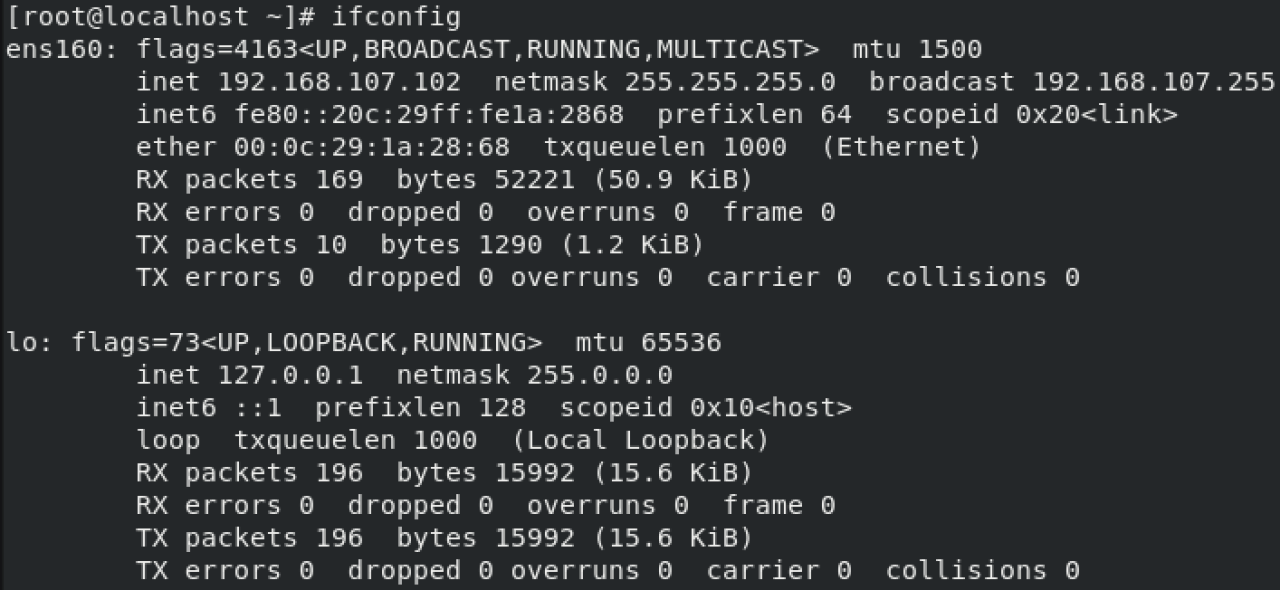 [root@localhost ~]# ifconfig
ens160: flags=4163<UP,BROADCAST,RUNNING,MULTICAST>  mtu 1500
        inet 192.168.107.102  netmask 255.255.255.0  broadcast 192.168.107.255
        inet6 fe80::20c:29ff:fe1a:2868  prefixlen 64  scopeid 0x20<link>
        ether 00:0c:29:1a:28:68  txqueuelen 1000  (Ethernet)
        RX packets 169  bytes 52221 (50.9 KiB)
        RX errors 0  dropped 0  overruns 0  frame 0
        TX packets 10  bytes 1290 (1.2 KiB)
        TX errors 0  dropped 0 overruns 0  carrier 0  collisions 0

lo: flags=73<UP,LOOPBACK,RUNNING>  mtu 65536
        inet 127.0.0.1  netmask 255.0.0.0
        inet6 ::1  prefixlen 128  scopeid 0x10<host>
        loop  txqueuelen 1000  (Local Loopback)
        RX packets 196  bytes 15992 (15.6 KiB)
        RX errors 0  dropped 0  overruns 0  frame 0
        TX packets 196  bytes 15992 (15.6 KiB)
        TX errors 0  dropped 0 overruns 0  carrier 0  collisions 0